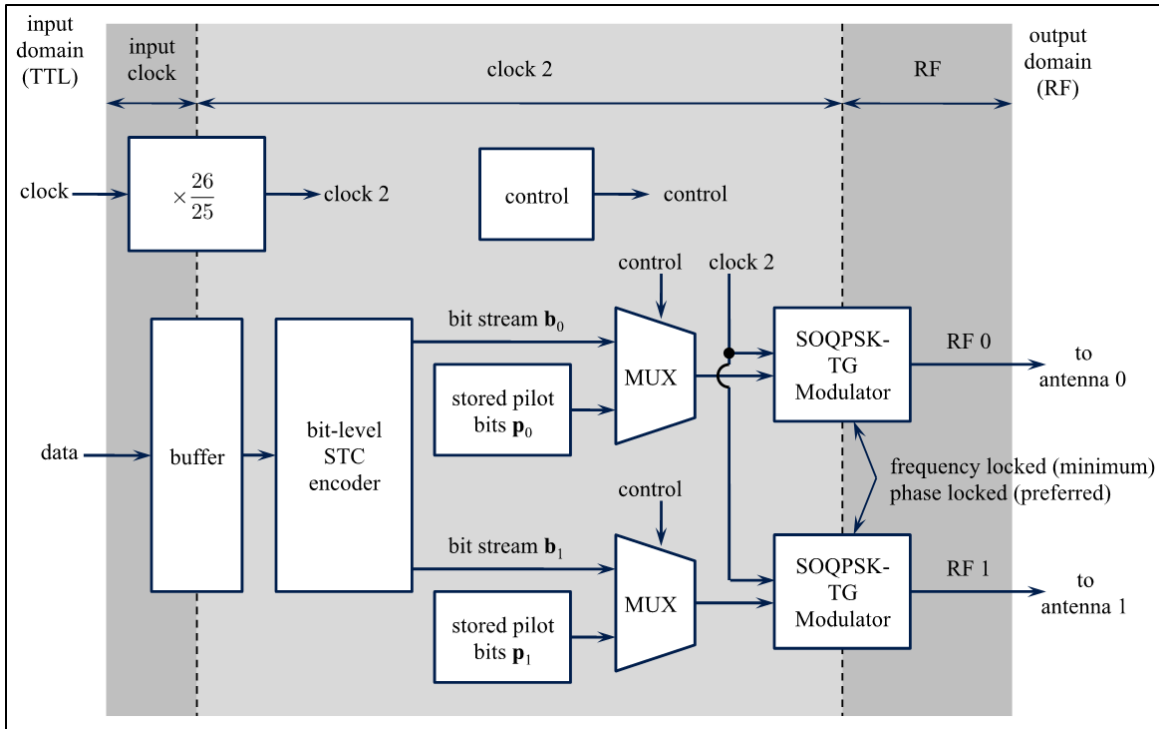 input
domain
(TTL)
input
clock
clock 2
RF
output
domain
(RF)
clock
× 26/25
clock 2
control
control
control
clock 2
bit stream b₀
MUX
SOQPSK-
TG
Modulator
RF 0
to
antenna 0
stored pilot
bits p₀
data
buffer
bit-level
STC
encoder
frequency locked (minimum)
phase locked (preferred)
control
bit stream b₁
MUX
SOQPSK-
TG
Modulator
RF 1
to
antenna 1
stored pilot
bits p₁